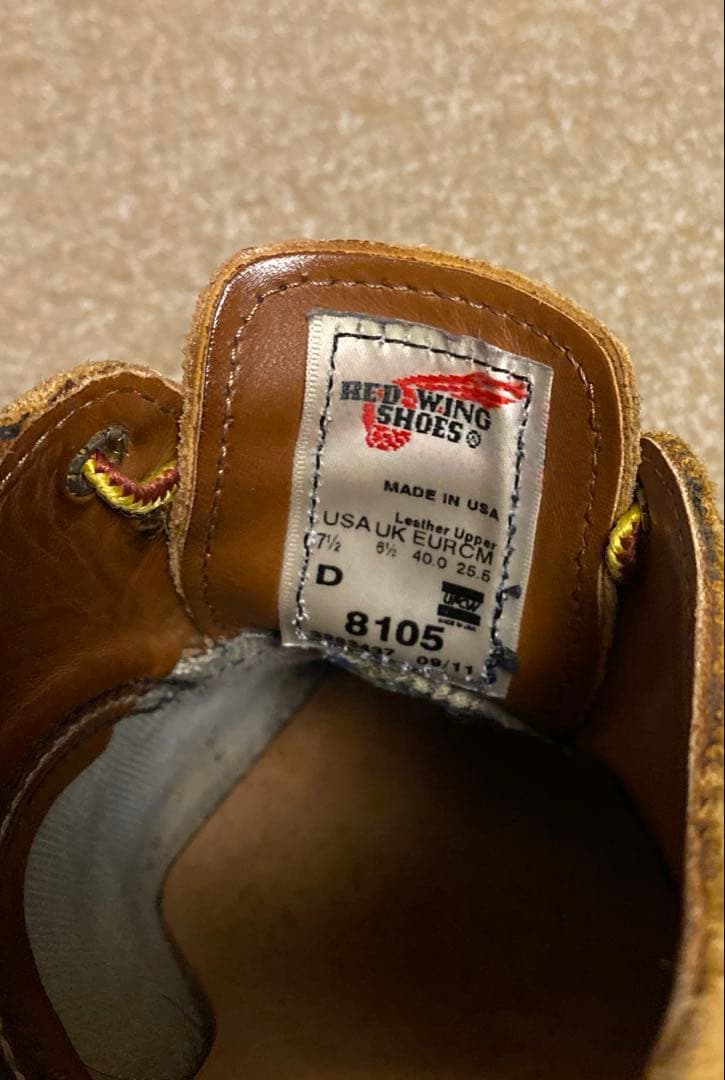 RED WING
SHOES®
MADE IN USA
Leather Upper
USA UK EUR CM
7½ 6½ 40.0 25.5
D
UFCW
8105
09/11